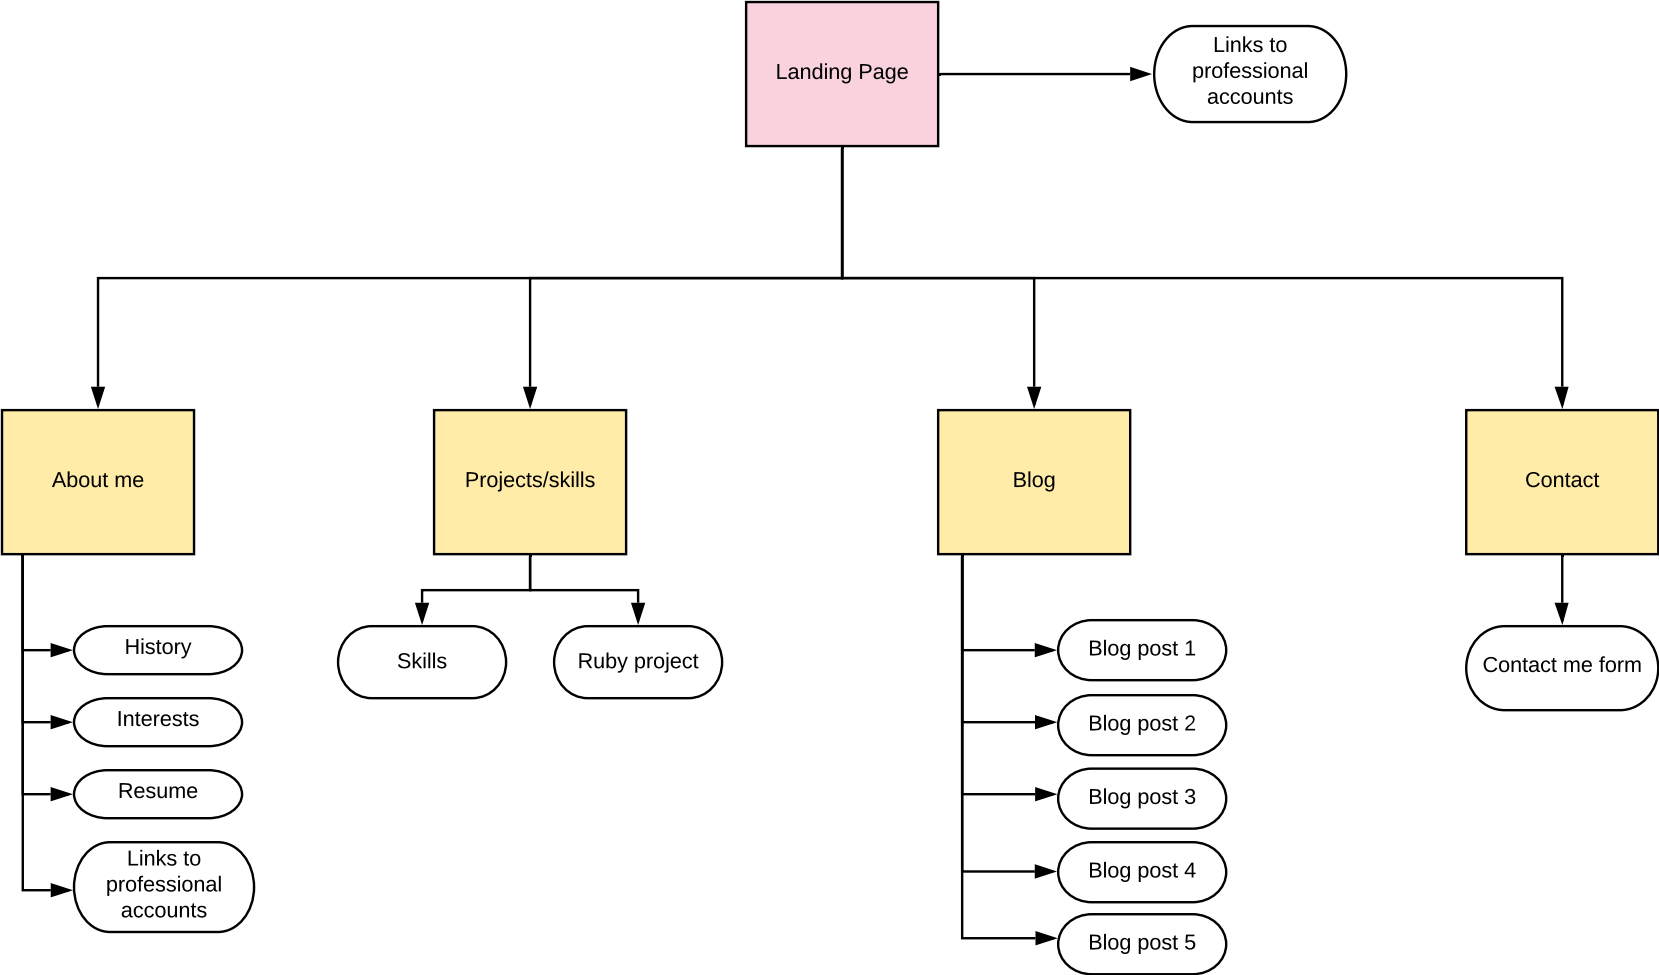 Landing Page
Links to
professional
accounts
About me
Projects/skills
Blog
Contact
History
Interests
Resume
Links to
professional
accounts
Skills
Ruby project
Blog post 1
Blog post 2
Blog post 3
Blog post 4
Blog post 5
Contact me form